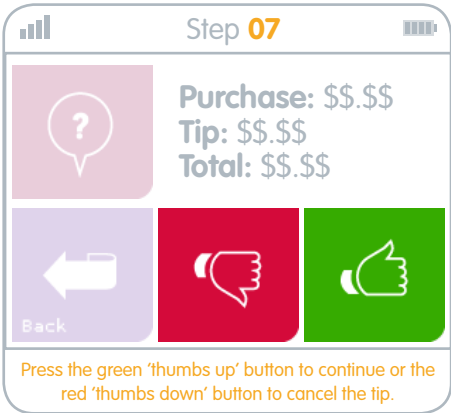 Step 07
?
Purchase: $$.$$
Tip: $$.$$
Total: $$.$$
Back
Press the green ‘thumbs up’ button to continue or the
red ‘thumbs down’ button to cancel the tip.